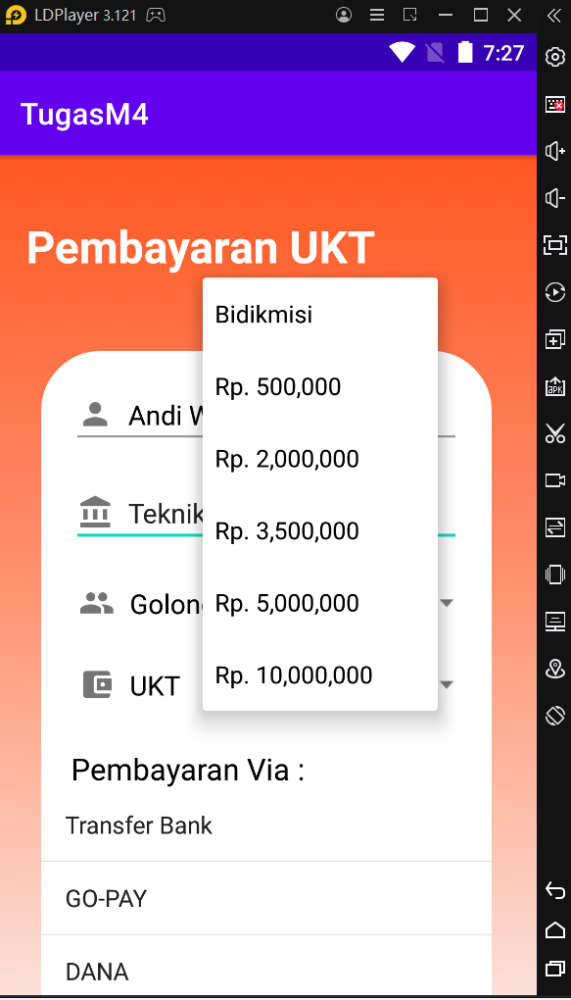 LDPlayer 3.121
7:27
TugasM4
Pembayaran UKT
Bidikmisi
Rp. 500,000
Rp. 2,000,000
Rp. 3,500,000
Rp. 5,000,000
Rp. 10,000,000
Andi
Teknik
UKT
Pembayaran Via :
Transfer Bank
GO-PAY
DANA